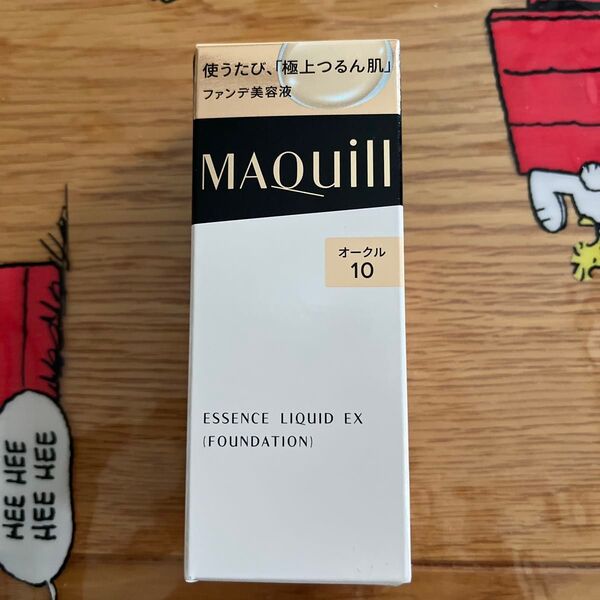 使うたび、「極上つるん肌」
ファンデ美容液
MAQuill
オークル
10
ESSENCE LIQUID EX
(FOUNDATION)
HEE HEE
HEE HEE